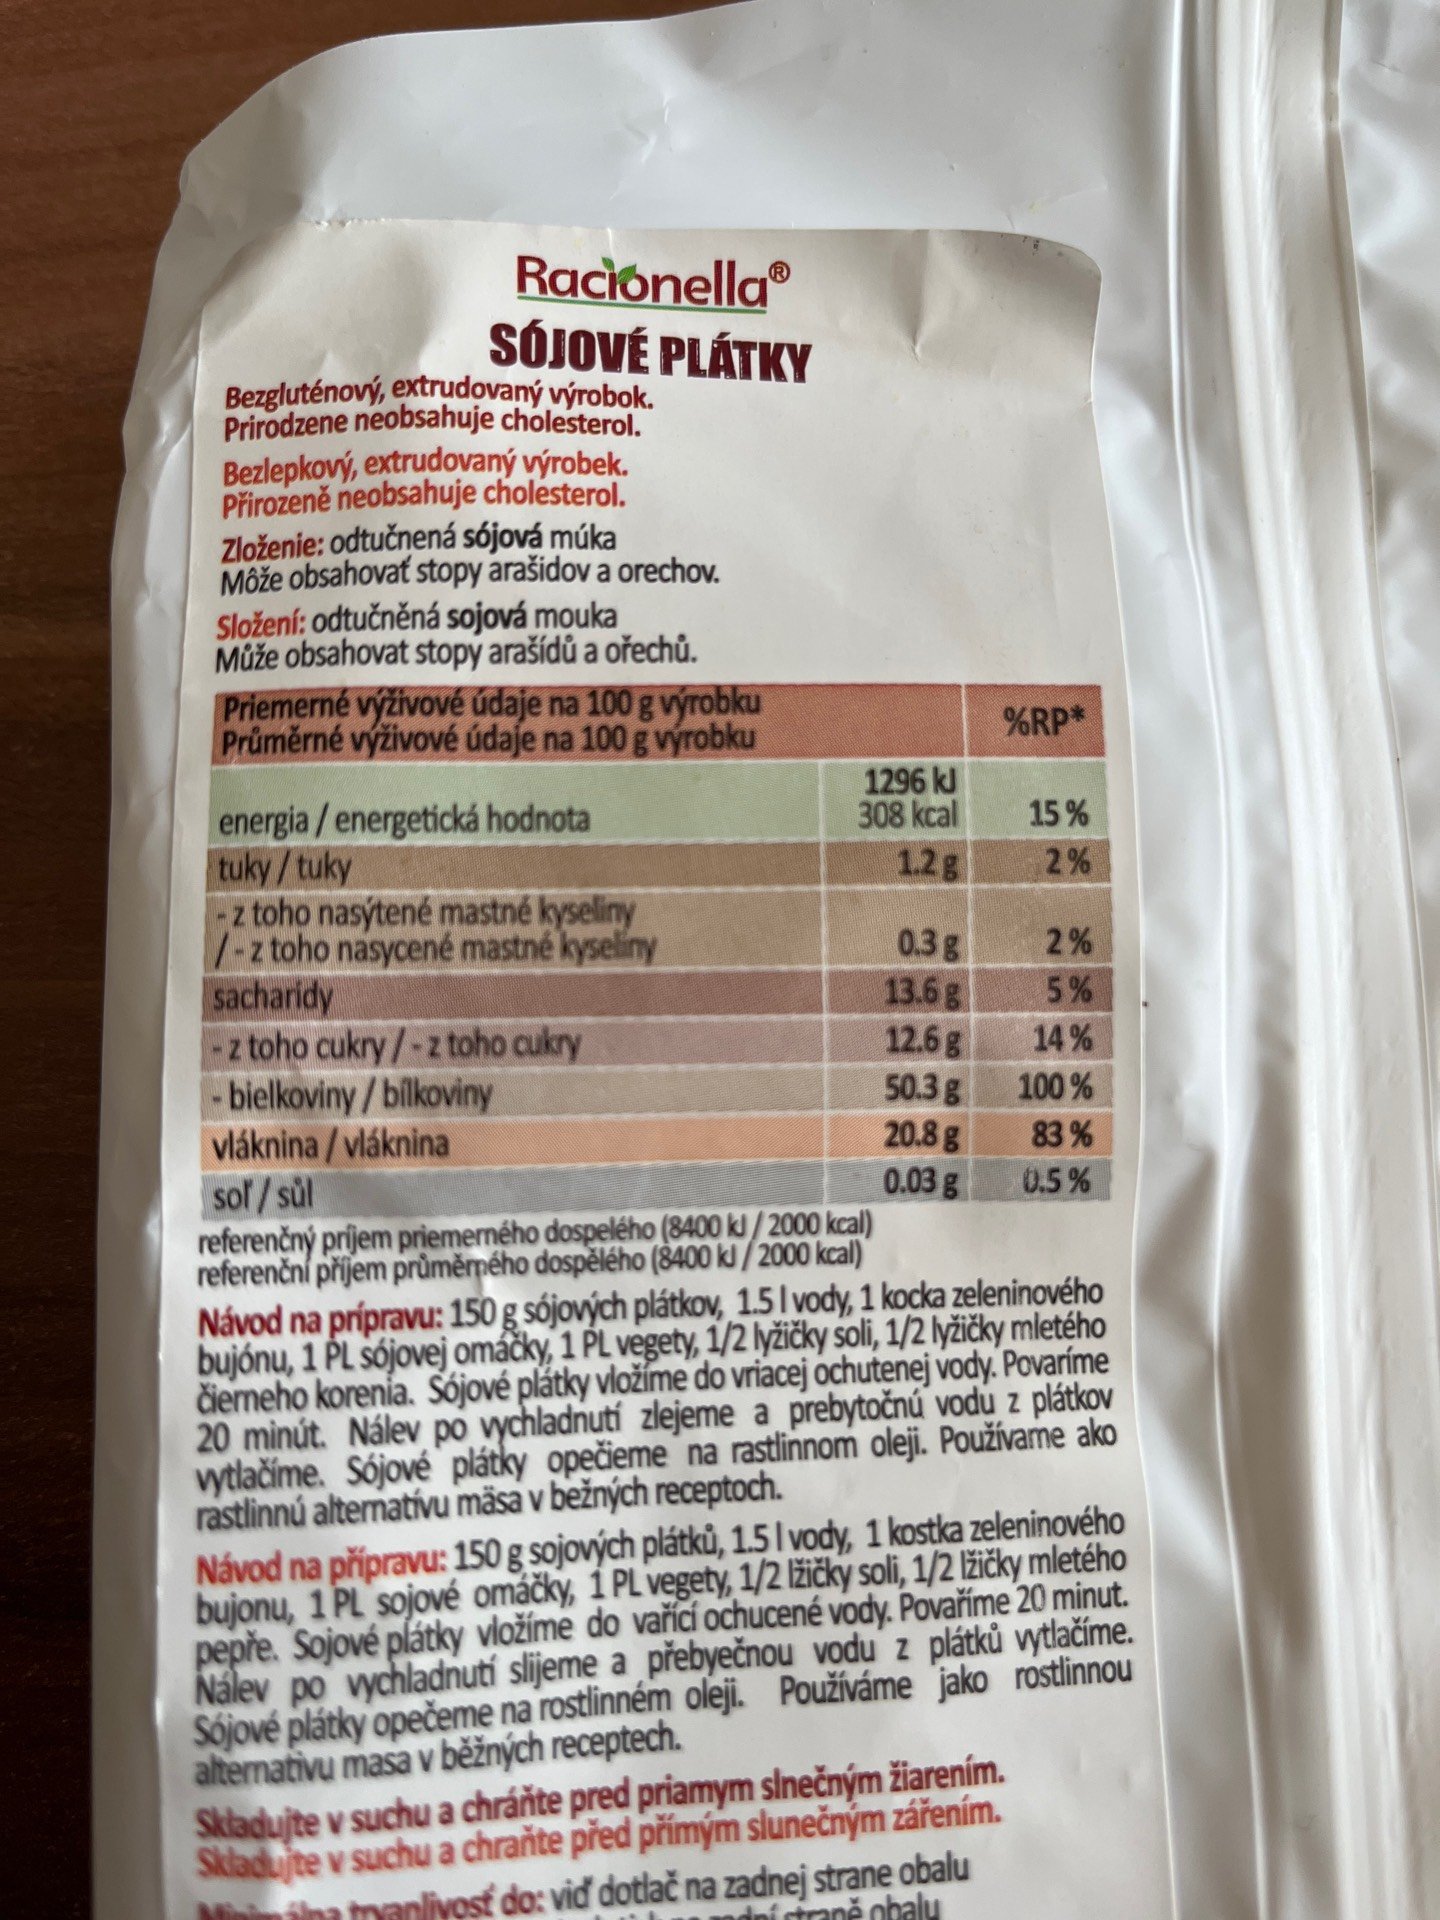 Racionella®
SÓJOVÉ PLÁTKY
Bezgluténový, extrudovaný výrobok.
Prirodzene neobsahuje cholesterol.
Bezlepkový, extrudovaný výrobek.
Přirozeně neobsahuje cholesterol.
Zloženie: odtučnená sójová múka
Môže obsahovať stopy arašidov a orechov.
Složení: odtučněná sojová mouka
Může obsahovat stopy arašídů a ořechů.
Priemerné výživové údaje na 100 g výrobku
Průměrné výživové údaje na 100 g výrobku
%RP*
1296 kJ
energia / energetická hodnota 308 kcal 15 %
tuky / tuky 1.2 g 2 %
- z toho nasýtené mastné kyseliny
/ - z toho nasycené mastné kyseliny 0.3 g 2 %
sacharidy 13.6 g 5 %
- z toho cukry / - z toho cukry 12.6 g 14 %
- bielkoviny / bílkoviny 50.3 g 100 %
vláknina / vláknina 20.8 g 83 %
soľ / sůl 0.03 g 0.5 %
referenčný príjem priemerného dospelého (8400 kJ / 2000 kcal)
referenční příjem průměrného dospělého (8400 kJ / 2000 kcal)
Návod na prípravu: 150 g sójových plátkov, 1.5 l vody, 1 kocka zeleninového
bujónu, 1 PL sójovej omáčky, 1 PL vegety, 1/2 lyžičky soli, 1/2 lyžičky mletého
čierneho korenia. Sójové plátky vložíme do vriacej ochutenej vody. Povaríme
20 minút. Nálev po vychladnutí zlejeme a prebytočnú vodu z plátkov
vytlačíme. Sójové plátky opečieme na rastlinnom oleji. Používame ako
rastlinnú alternatívu mäsa v bežných receptoch.
Návod na přípravu: 150 g sojových plátků, 1.5 l vody, 1 kostka zeleninového
bujonu, 1 PL sojové omáčky, 1 PL vegety, 1/2 lžičky soli, 1/2 lžičky mletého
pepře. Sojové plátky vložíme do vařící ochucené vody. Povaříme 20 minut.
Nálev po vychladnutí slijeme a přebyečnou vodu z plátků vytlačíme.
Sójové plátky opečeme na rostlinném oleji. Používáme jako rostlinnou
alternativu masa v běžných receptech.
Skladujte v suchu a chráňte pred priamym slnečným žiarením.
Skladujte v suchu a chraňte před přímým slunečným zářením.
Minimálna trvanlivosť do: viď dotlač na zadnej strane obalu
straně obalu